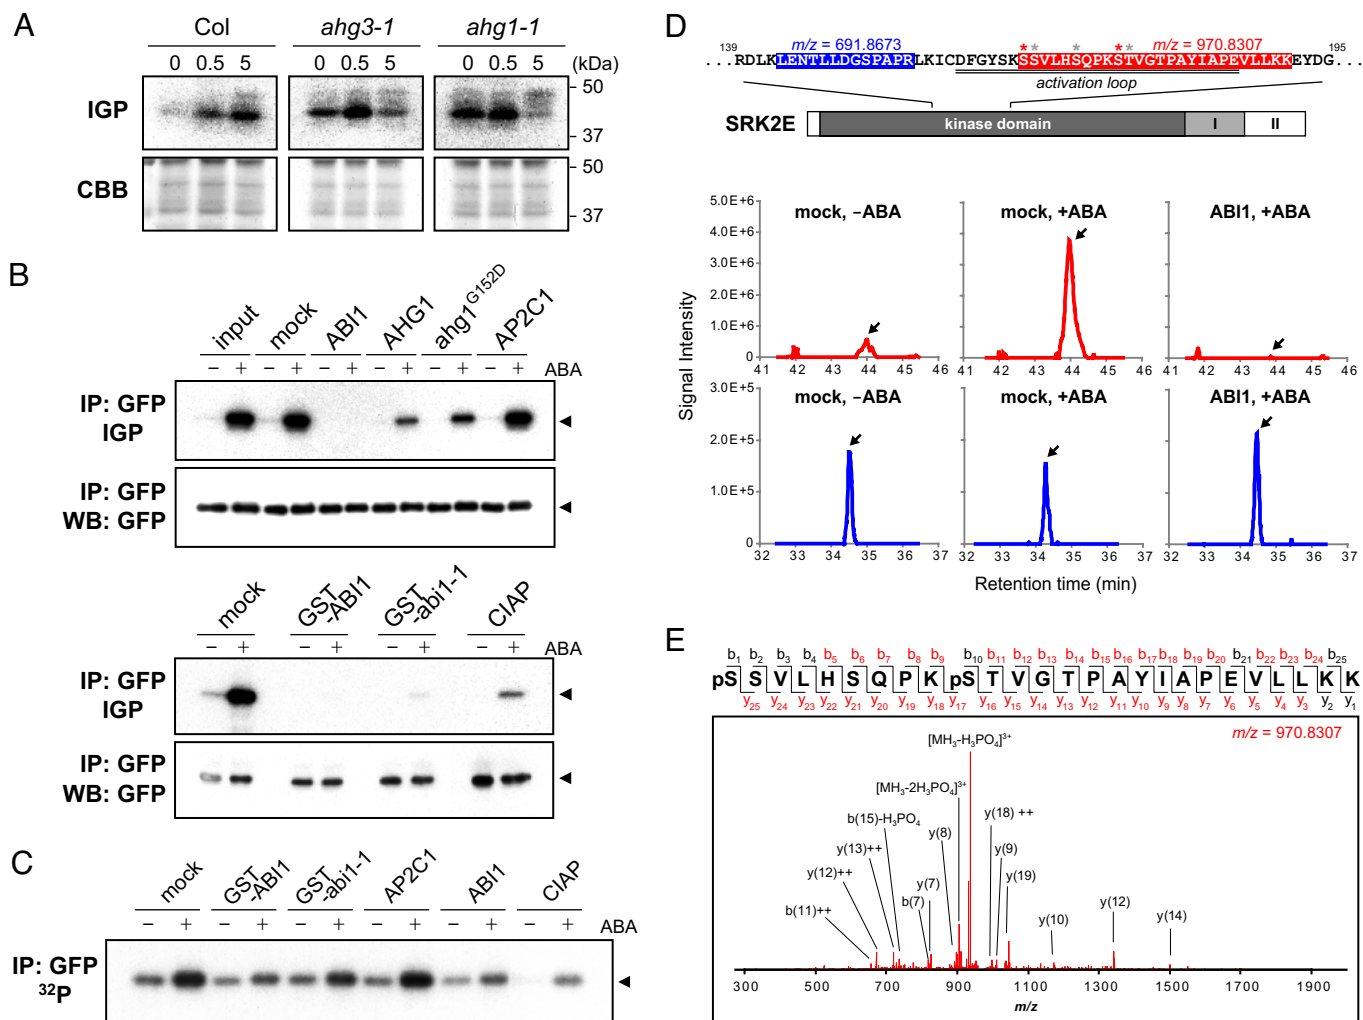 A
Col ahg3-1 ahg1-1
0 0.5 5 0 0.5 5 0 0.5 5 (kDa)
IGP
50
37
CBB
50
37
B
input mock ABI1 AHG1 ahg1G152D AP2C1
– + – + – + – + – + – + ABA
IP: GFP
IGP
IP: GFP
WB: GFP
mock GST-ABI1 GST-abi1-1 CIAP
– + – + – + – + ABA
IP: GFP
IGP
IP: GFP
WB: GFP
C
mock GST-ABI1 GST-abi1-1 AP2C1 ABI1 CIAP
– + – + – + – + – + – + ABA
IP: GFP
32P
D
m/z = 691.8673 * * * * * m/z = 970.8307
139 195
...RDLKLENTLLDGSPAPRLKICDFGYSKSSVLHSQPKSTVGTPAYIAPEVLLKKEYDG...
activation loop
SRK2E kinase domain I II
Signal Intensity
5.0E+6
4.0E+6
3.0E+6
2.0E+6
1.0E+6
0
mock, –ABA mock, +ABA ABI1, +ABA
41 42 43 44 45 46 41 42 43 44 45 46 41 42 43 44 45 46
3.0E+5
2.0E+5
1.0E+5
0
mock, –ABA mock, +ABA ABI1, +ABA
32 33 34 35 36 37 32 33 34 35 36 37 32 33 34 35 36 37
Retention time (min)
E
b1 b2 b3 b4 b5 b6 b7 b8 b9 b10 b11 b12 b13 b14 b15 b16 b17 b18 b19 b20 b21 b22 b23 b24 b25
pS S V L H S Q P K pS T V G T P A Y I A P E V L L K K
y25 y24 y23 y22 y21 y20 y19 y18 y17 y16 y15 y14 y13 y12 y11 y10 y9 y8 y7 y6 y5 y4 y3 y2 y1
m/z = 970.8307
[MH3-H3PO4]3+
[MH3-2H3PO4]3+
b(15)-H3PO4
y(18) ++
y(13)++
y(8)
y(9)
y(12)++
y(7)
y(19)
b(11)++
b(7)
y(10)
y(12)
y(14)
300 500 700 900 1100 1300 1500 1700 1900
m/z